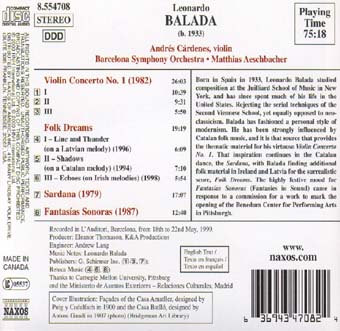 8.554708
STEREO
DDD
Leonardo
BALADA
(b. 1933)
Playing
Time
75:18
Andrés Cárdenes, violin
Barcelona Symphony Orchestra • Matthias Aeschbacher
Violin Concerto No. 1 (1982) 26:03
1 I 10:39
2 II 9:31
3 III 5:50
Folk Dreams 19:19
4 I – Line and Thunder
(on a Latvian melody) (1996) 6:09
5 II – Shadows
(on a Catalan melody) (1994) 7:10
6 III – Echoes (on Irish melodies) (1998) 5:54
7 Sardana (1979) 17:07
8 Fantasias Sonoras (1987) 12:40
Born in Spain in 1933, Leonardo Balada studied
composition at the Juilliard School of Music in New
York, and has since spent much of his life in the
United States. Rejecting the serial techniques of the
Second Viennese School, yet equally opposed to neo-
classicism, Balada has fashioned a personal style of
modernism. He has been strongly influenced by
Catalan folk music, and it is that source that provides
the thematic material for his virtuoso Violin Concerto
No. 1. That inspiration continues in the Catalan
dance, the Sardana, with Balada finding additional
folk material in Ireland and Latvia for the surrealistic
score, Folk Dreams. The highly festive mood for
Fantasias Sonoras (Fantasies in Sound) came in
response to a commission for a work to mark the
opening of the Benedum Center for Performing Arts
in Pittsburgh.
Recorded in L'Auditori, Barcelona, from 18th to 22nd May, 1999.
Producer: Eleanor Thomason, K&A Productions
Engineer: Andrew Lang
Music Notes: Leonardo Balada
Publishers: G. Schirmer Inc.
Beteca Music
Thanks to Carnegie Mellon University, Pittsburg
and the Ministerio de Asuntos Exteriores - Relaciones Culturales, Madrid
English Text /
Texte en français /
Texto en español
Cover Illustration: Façades of the Casa Amatller, designed by
Puig y Cadafalch in 1900 and the Casa Batlló, designed by
Antoni Gaudí in 1907 (photo) (Bridgeman Art Library)
MADE IN
CANADA
NAXOS
www.
naxos.com
6 36943 47082 4